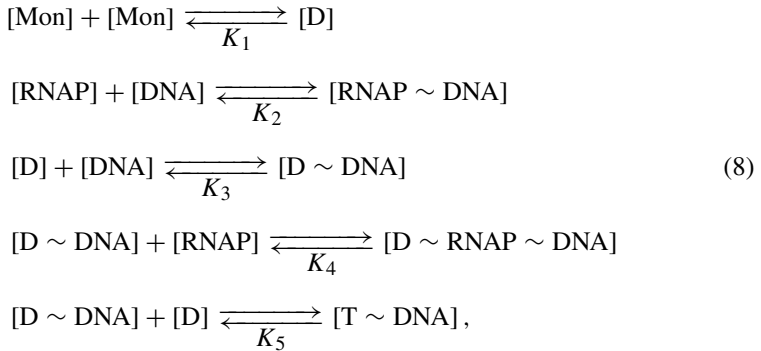 [Mon] + [Mon] ⇌ [D]
K₁
[RNAP] + [DNA] ⇌ [RNAP ∼ DNA]
K₂
[D] + [DNA] ⇌ [D ∼ DNA] (8)
K₃
[D ∼ DNA] + [RNAP] ⇌ [D ∼ RNAP ∼ DNA]
K₄
[D ∼ DNA] + [D] ⇌ [T ∼ DNA] ,
K₅